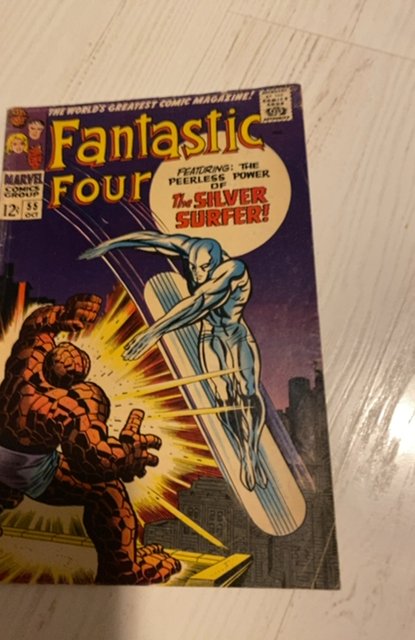 THE WORLD'S GREATEST COMIC MAGAZINE!
Fantastic
Four
MARVEL
COMICS
GROUP
12¢
55
OCT
FEATURING: THE
PEERLESS POWER
OF
The SILVER
SURFER!